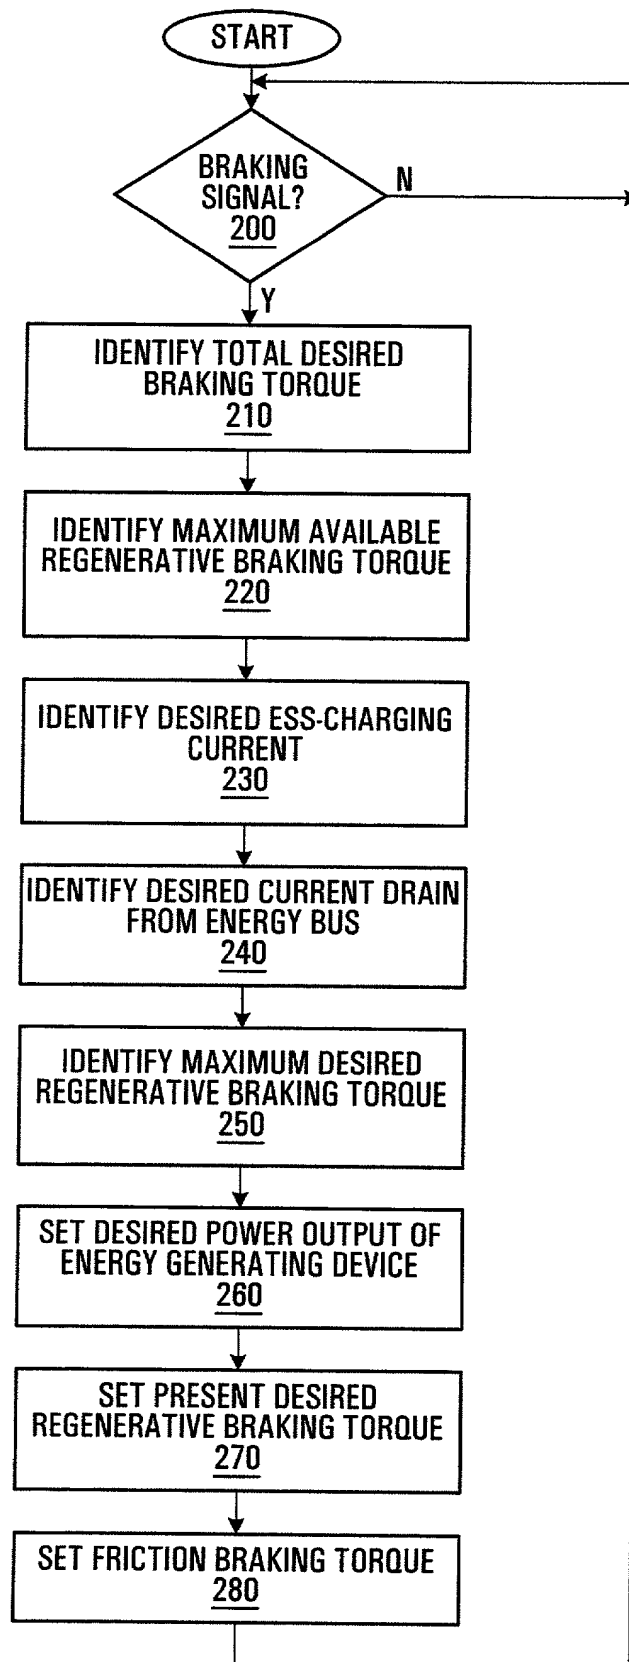 START
BRAKING
SIGNAL?
200
N
Y
IDENTIFY TOTAL DESIRED
BRAKING TORQUE
210
IDENTIFY MAXIMUM AVAILABLE
REGENERATIVE BRAKING TORQUE
220
IDENTIFY DESIRED ESS-CHARGING
CURRENT
230
IDENTIFY DESIRED CURRENT DRAIN
FROM ENERGY BUS
240
IDENTIFY MAXIMUM DESIRED
REGENERATIVE BRAKING TORQUE
250
SET DESIRED POWER OUTPUT OF
ENERGY GENERATING DEVICE
260
SET PRESENT DESIRED
REGENERATIVE BRAKING TORQUE
270
SET FRICTION BRAKING TORQUE
280